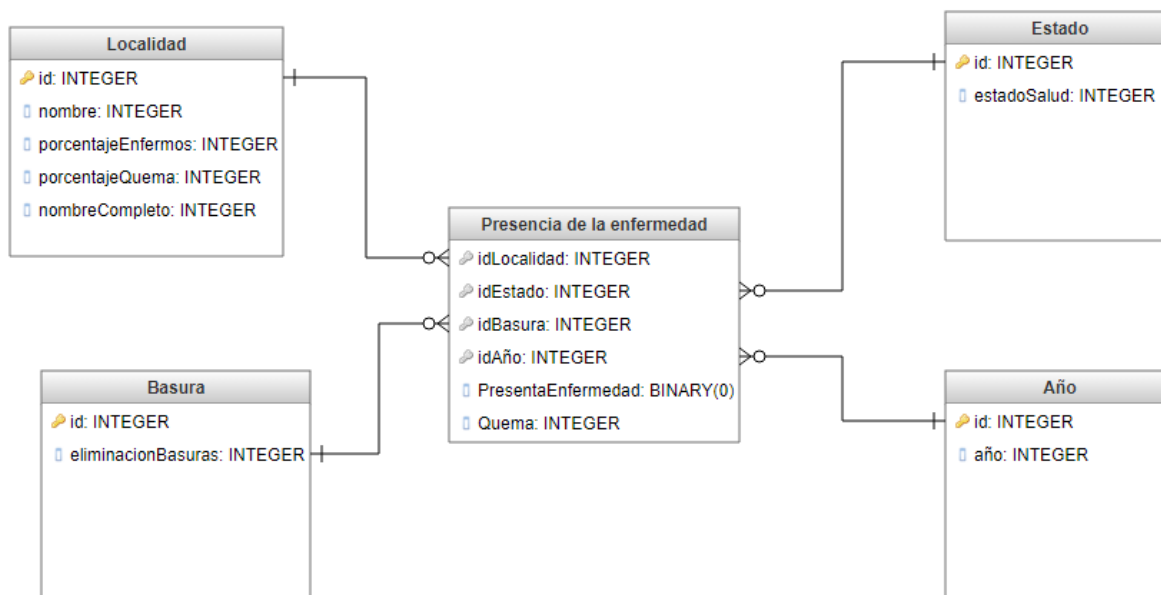 Localidad
id: INTEGER
nombre: INTEGER
porcentajeEnfermos: INTEGER
porcentajeQuema: INTEGER
nombreCompleto: INTEGER
Estado
id: INTEGER
estadoSalud: INTEGER
Presencia de la enfermedad
idLocalidad: INTEGER
idEstado: INTEGER
idBasura: INTEGER
idAño: INTEGER
PresentaEnfermedad: BINARY(0)
Quema: INTEGER
Basura
id: INTEGER
eliminacionBasuras: INTEGER
Año
id: INTEGER
año: INTEGER